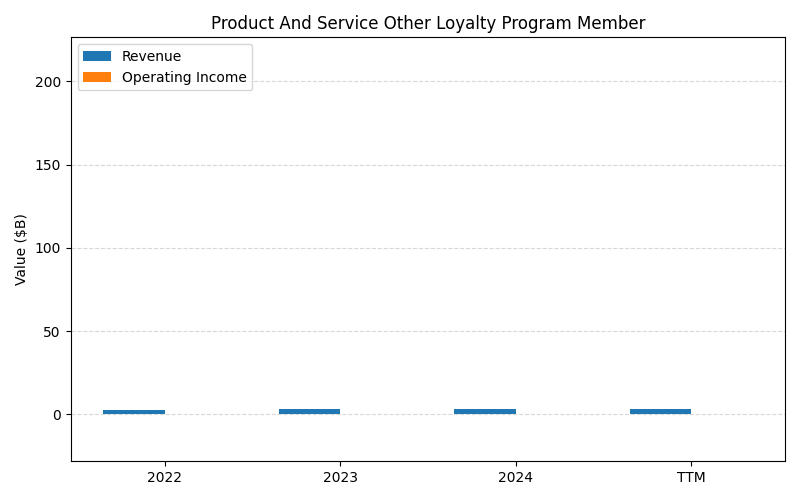 Product And Service Other Loyalty Program Member
Revenue
Operating Income
Value ($B)
200
150
100
50
0
2022 2023 2024 TTM